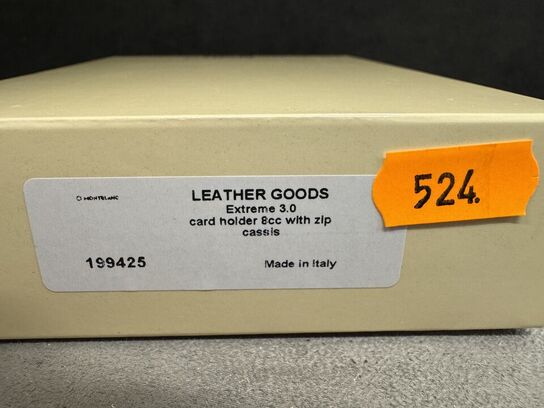 MONTBLANC
LEATHER GOODS
Extreme 3.0
card holder 8cc with zip
cassis
199425
Made in Italy
524.